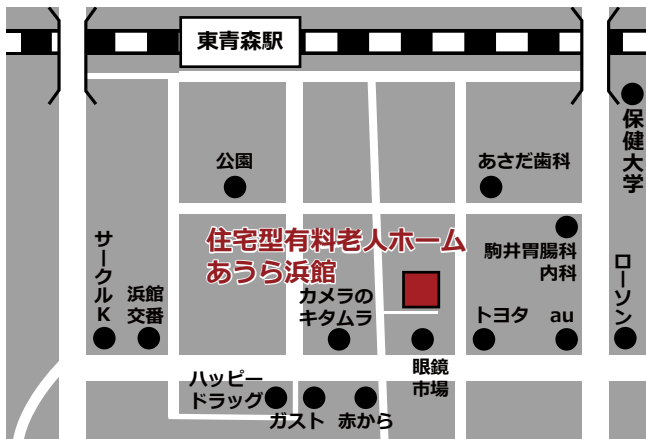 東青森駅
保健大学
公園
あさだ歯科
住宅型有料老人ホーム
あうら浜館
駒井胃腸科
内科
サークルK
浜館
交番
カメラの
キタムラ
トヨタ
au
ローソン
眼鏡
市場
ハッピー
ドラッグ
ガスト
赤から